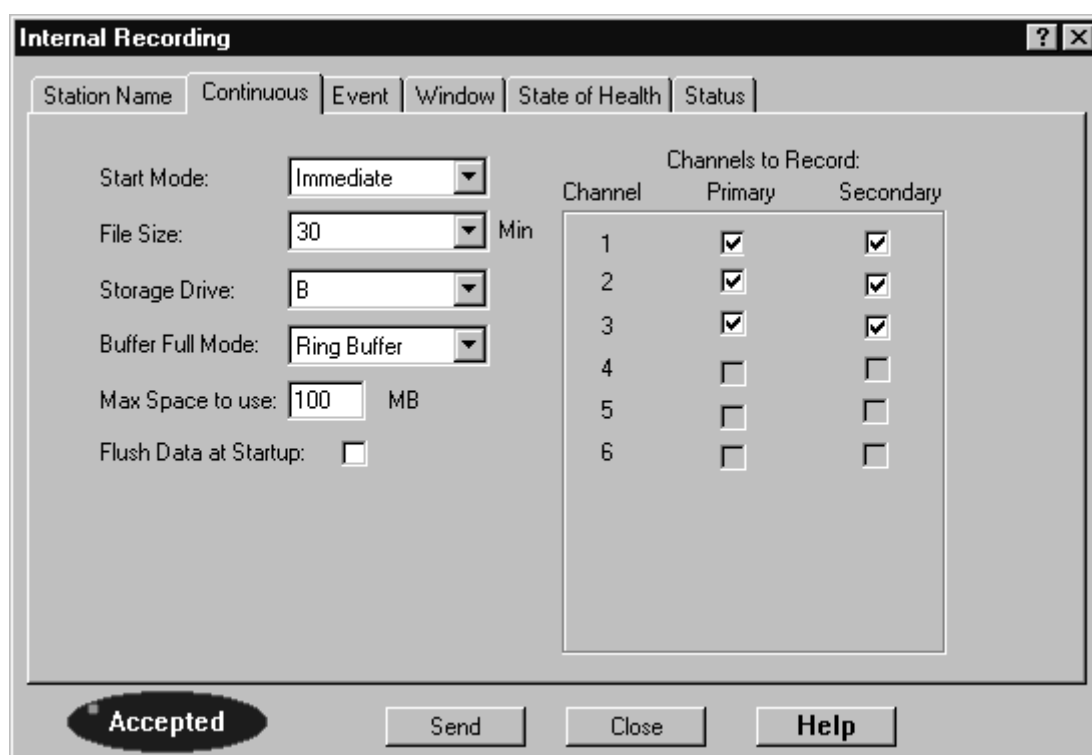 Internal Recording
Station Name Continuous Event Window State of Health Status
Start Mode: Immediate
File Size: 30 Min
Storage Drive: B
Buffer Full Mode: Ring Buffer
Max Space to use: 100 MB
Flush Data at Startup:
Channels to Record:
Channel Primary Secondary
1
2
3
4
5
6
Accepted Send Close Help